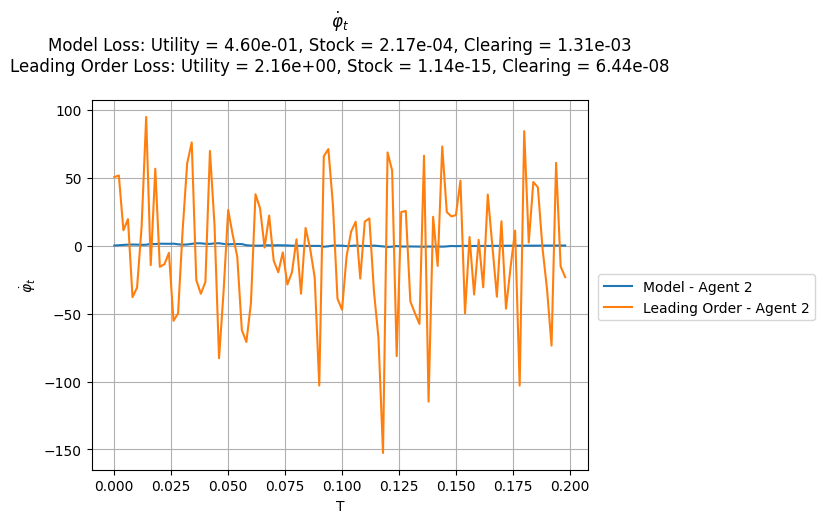 φ̇_t
Model Loss: Utility = 4.60e-01, Stock = 2.17e-04, Clearing = 1.31e-03
Leading Order Loss: Utility = 2.16e+00, Stock = 1.14e-15, Clearing = 6.44e-08
100
50
0
−50
−100
−150
φ̇_t
0.000
0.025
0.050
0.075
0.100
0.125
0.150
0.175
0.200
T
Model - Agent 2
Leading Order - Agent 2